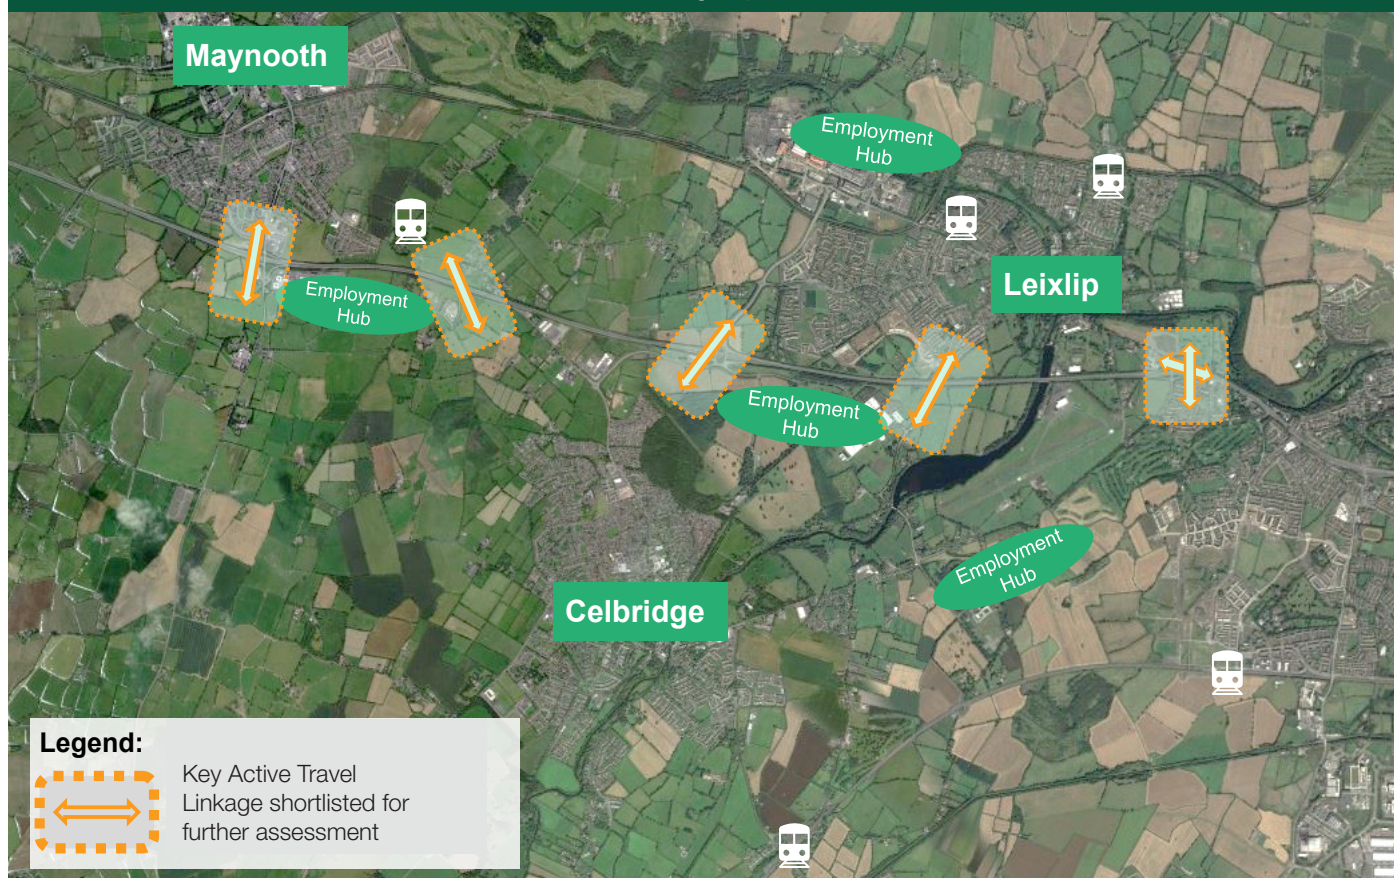 Maynooth
Employment
Hub
Employment
Hub
Leixlip
Employment
Hub
Employment
Hub
Celbridge
Legend:
Key Active Travel
Linkage shortlisted for
further assessment